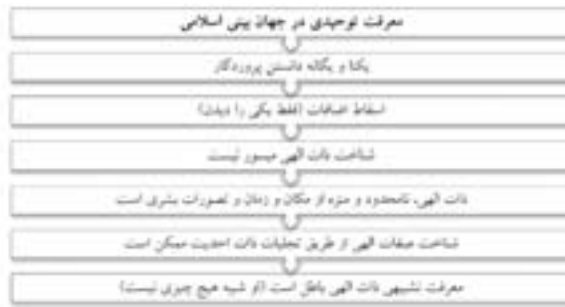 معرفت توحیدی در جهان بینی اسلامی
یکتا و یگانه دانستن پروردگار
اسقاط اضافات (فقط یکی را دیدن)
شناخت ذات الهی میسور نیست
ذات الهی، نامحدود و منزه از مکان و زمان و تصورات بشری است
شناخت صفات الهی از طریق تجلیات ذات احدیت ممکن است
معرفت تشبیهی ذات الهی باطل است (او شبیه هیچ چیزی نیست)